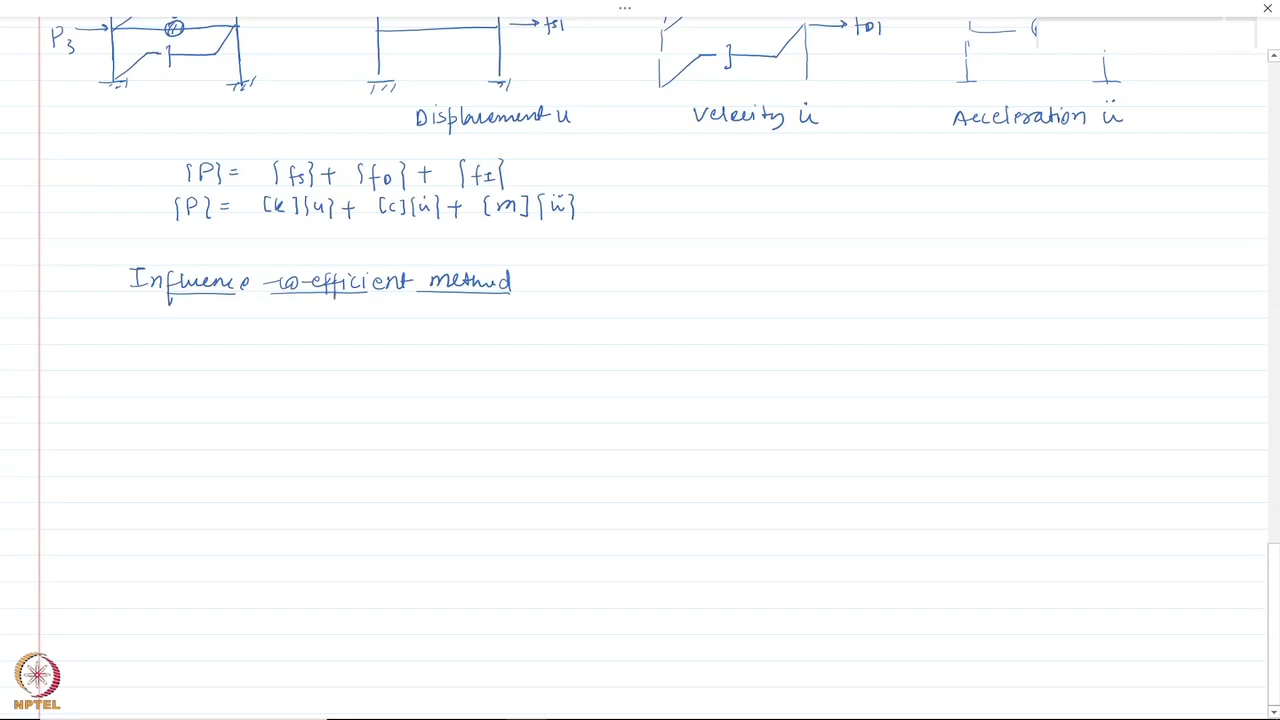 P3 fs1 fD1
Displacement u Velocity u̇ Acceleration ü
{P} = {fs} + {fD} + {fI}
{P} = [k]{u} + [c]{u̇} + [m]{ü}
Influence co-efficient method
NPTEL